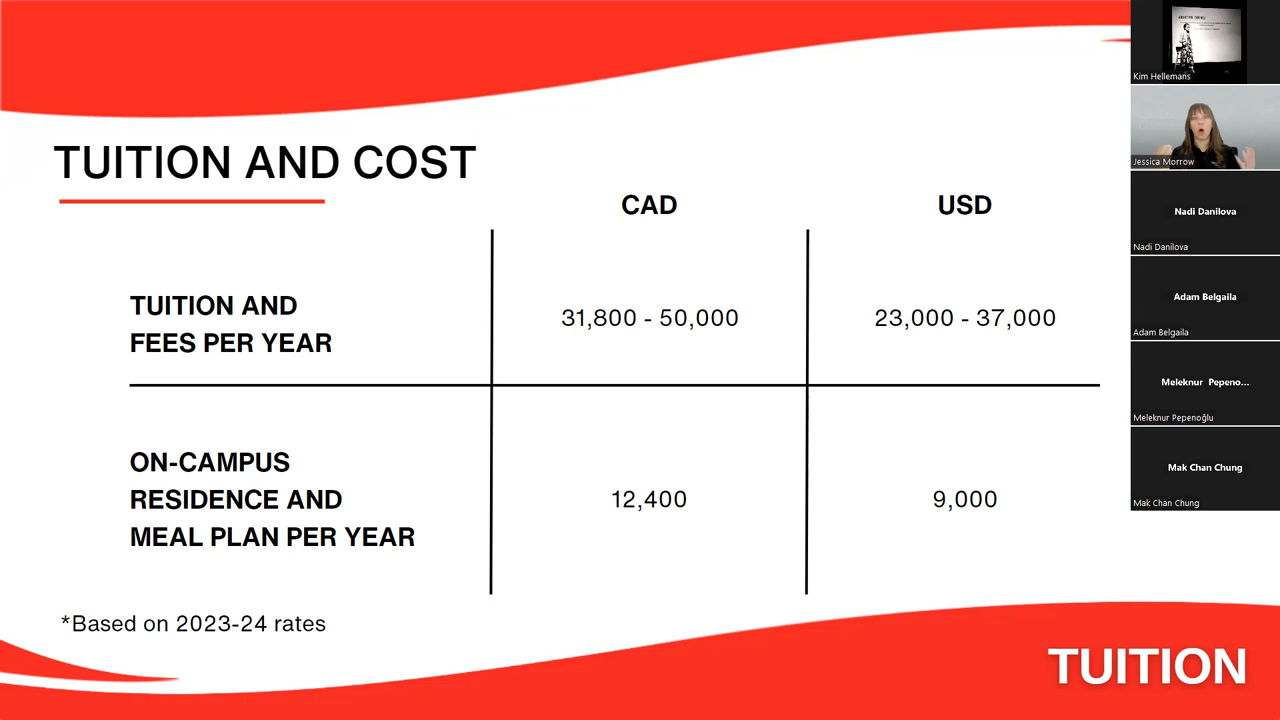 TUITION AND COST
CAD
USD
TUITION AND
FEES PER YEAR
31,800 - 50,000
23,000 - 37,000
ON-CAMPUS
RESIDENCE AND
MEAL PLAN PER YEAR
12,400
9,000
*Based on 2023-24 rates
TUITION
Kim Hellemans
Jessica Morrow
Nadi Danilova
Nadi Danilova
Adam Belgaila
Adam Belgaila
Meleknur Pepeno...
Meleknur Pepenoğlu
Mak Chan Chung
Mak Chan Chung